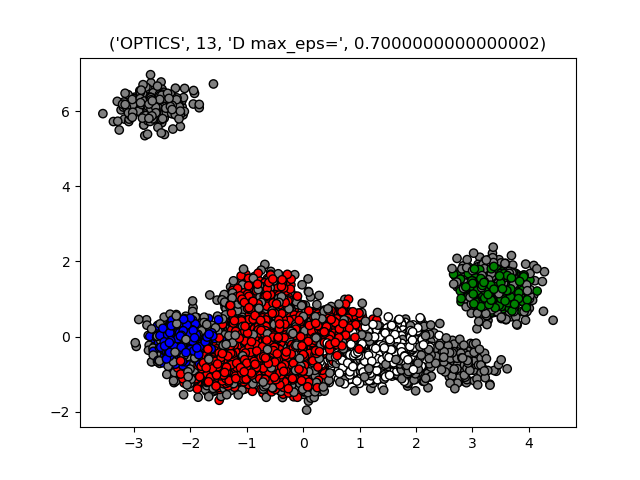 ('OPTICS', 13, 'D max_eps=', 0.7000000000000002)
6
4
2
0
−2
−3 −2 −1 0 1 2 3 4